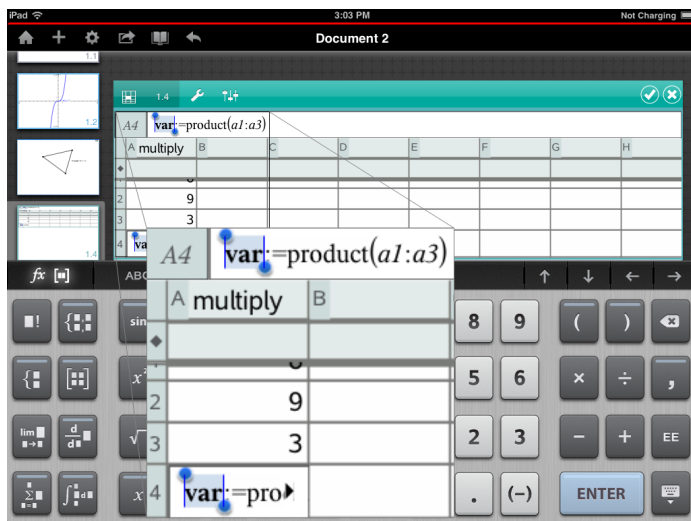 iPad 3:03 PM Not Charging
Document 2
1.1
1.4
1.2
A4 var:=product(a1:a3)
A multiply B C D E F G H
2 9
3 3
4 va
1.4
A4 var:=product(a1:a3)
A multiply B
2 9
3 3
4 var:=pro
fx ABC
! sin 8 9 ( )
x 5 6 × ÷ ,
lim d/d √ 2 3 − + EE
Σ ∫ d x . (−) ENTER